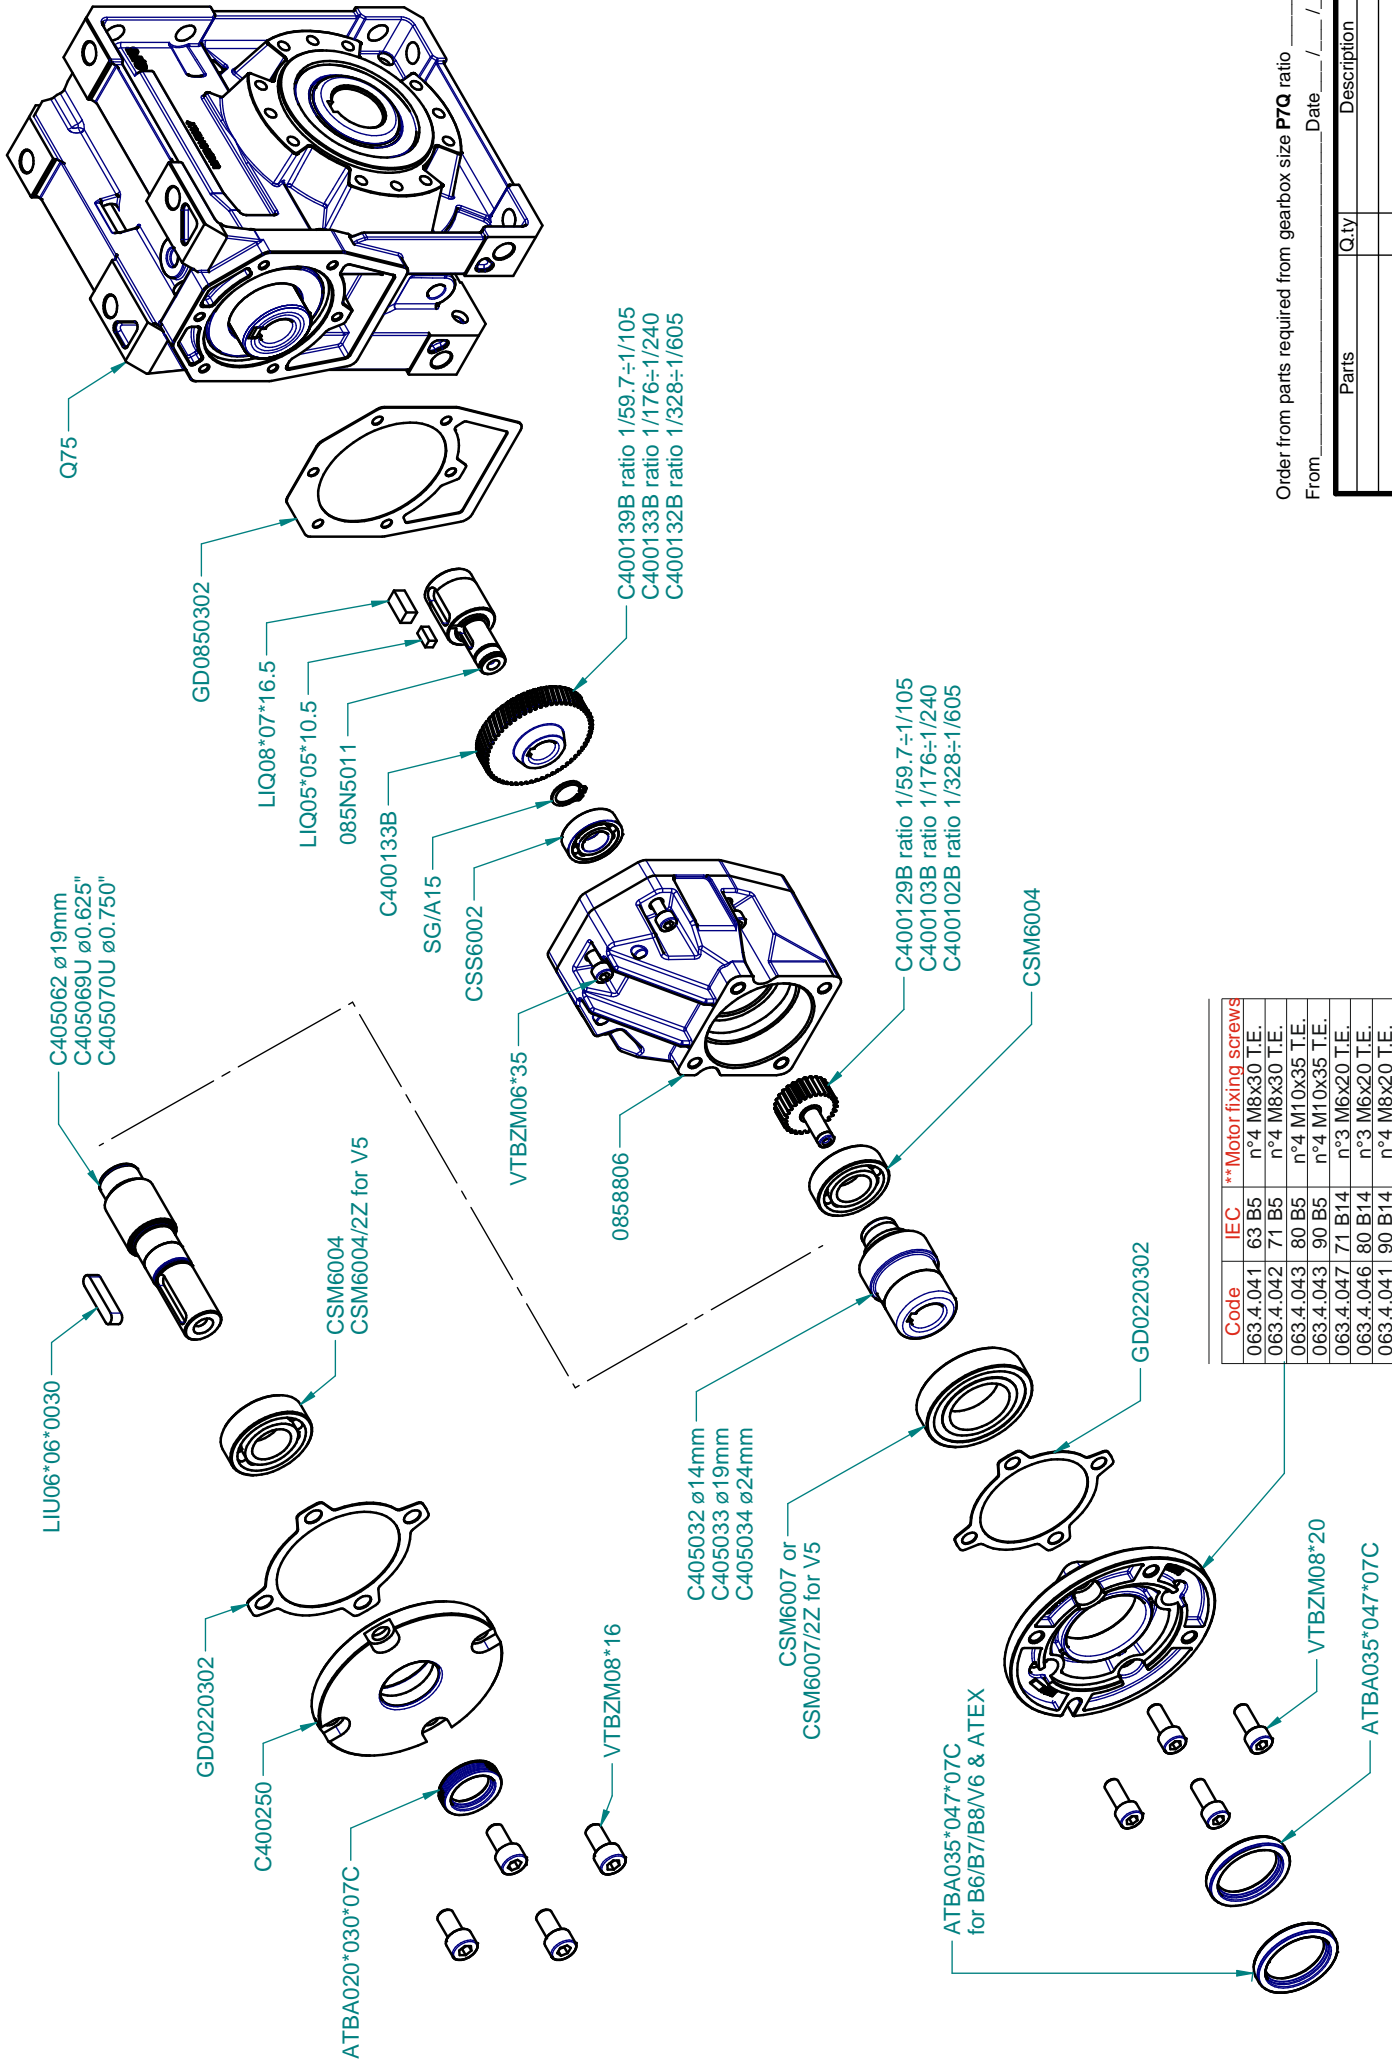 Q75
GD0850302
LIQ08*07*16.5
LIQ05*05*10.5
085N5011
C400133B
SG/A15
CSS6002
C400139B ratio 1/59.7÷1/105
C400133B ratio 1/176÷1/240
C400132B ratio 1/328÷1/605
VTBZM06*35
0858806
C400129B ratio 1/59.7÷1/105
C400103B ratio 1/176÷1/240
C400102B ratio 1/328÷1/605
CSM6004
C405062 ø19mm
C405069U ø0.625"
C405070U ø0.750"
LIU06*06*0030
CSM6004
CSM6004/2Z for V5
GD0220302
C400250
ATBA020*030*07C
VTBZM08*16
C405032 ø14mm
C405033 ø19mm
C405034 ø24mm
CSM6007 or
CSM6007/2Z for V5
GD0220302
ATBA035*047*07C
for B6/B7/B8/V6 & ATEX
VTBZM08*20
ATBA035*047*07C
Code IEC **Motor fixing screws
063.4.041 63 B5 n°4 M8x30 T.E.
063.4.042 71 B5 n°4 M8x30 T.E.
063.4.043 80 B5 n°4 M10x35 T.E.
063.4.043 90 B5 n°4 M10x35 T.E.
063.4.047 71 B14 n°3 M6x20 T.E.
063.4.046 80 B14 n°3 M6x20 T.E.
063.4.041 90 B14 n°4 M8x20 T.E.
Order from parts required from gearbox size P7Q ratio
From Date / /
Parts Q.ty Description